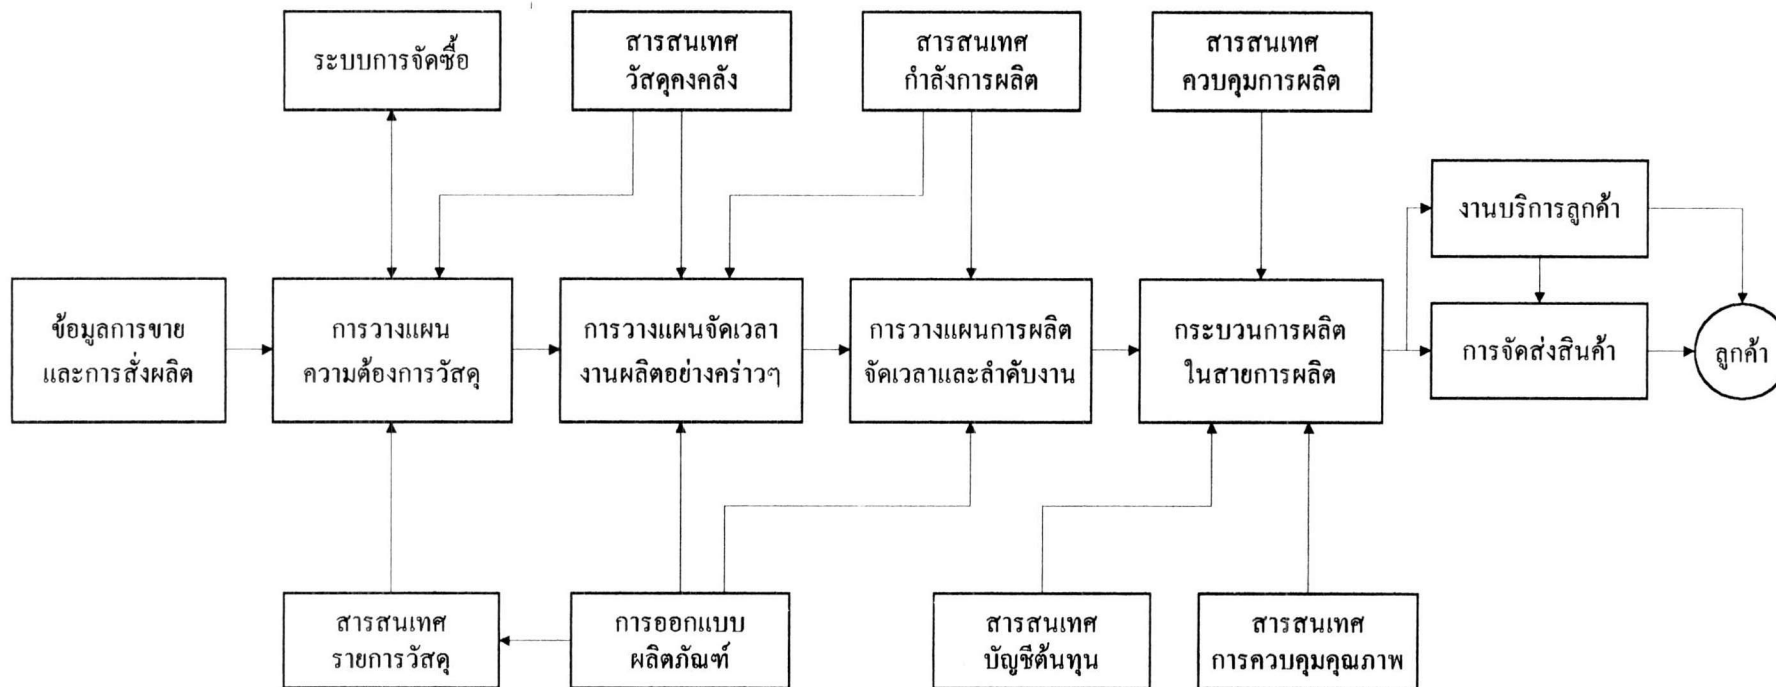 ระบบการจัดซื้อ
สารสนเทศ
วัสดุคงคลัง
สารสนเทศ
กำลังการผลิต
สารสนเทศ
ควบคุมการผลิต
งานบริการลูกค้า
ข้อมูลการขาย
และการสั่งผลิต
การวางแผน
ความต้องการวัสดุ
การวางแผนจัดเวลา
งานผลิตอย่างคร่าวๆ
การวางแผนการผลิต
จัดเวลาและลำดับงาน
กระบวนการผลิต
ในสายการผลิต
การจัดส่งสินค้า
ลูกค้า
สารสนเทศ
รายการวัสดุ
การออกแบบ
ผลิตภัณฑ์
สารสนเทศ
บัญชีต้นทุน
สารสนเทศ
การควบคุมคุณภาพ